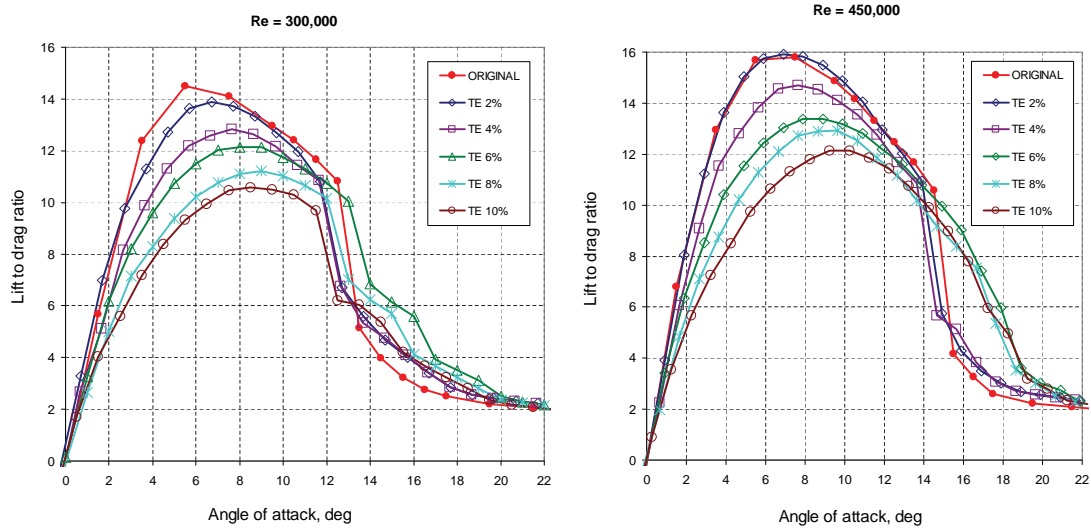 Re = 300,000
Lift to drag ratio
16
14
12
10
8
6
4
2
0
0 2 4 6 8 10 12 14 16 18 20 22
Angle of attack, deg
ORIGINAL
TE 2%
TE 4%
TE 6%
TE 8%
TE 10%
Re = 450,000
Lift to drag ratio
16
14
12
10
8
6
4
2
0
0 2 4 6 8 10 12 14 16 18 20 22
Angle of attack, deg
ORIGINAL
TE 2%
TE 4%
TE 6%
TE 8%
TE 10%